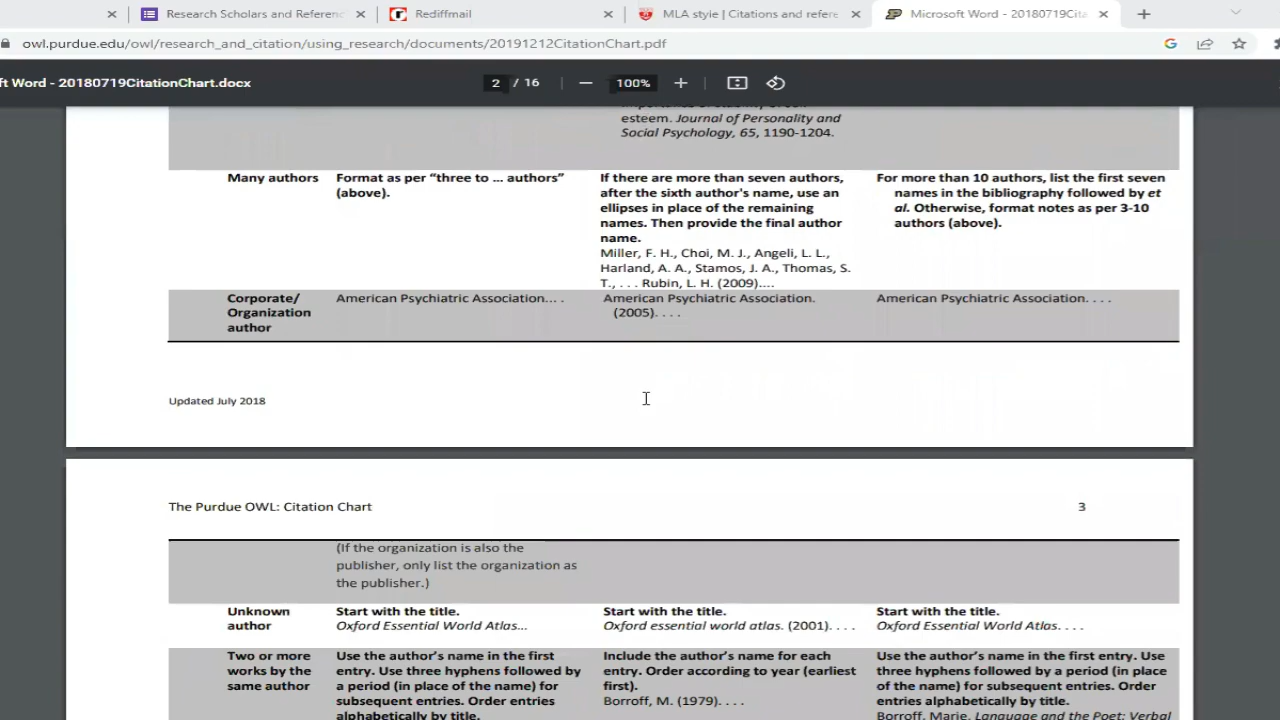 Research Scholars and Referenc
Rediffmail
MLA style | Citations and refere
Microsoft Word - 20180719Cita
owl.purdue.edu/owl/research_and_citation/using_research/documents/20191212CitationChart.pdf
ft Word - 20180719CitationChart.docx
2 / 16
100%
esteem. Journal of Personality and
Social Psychology, 65, 1190-1204.
Many authors
Format as per “three to ... authors”
(above).
If there are more than seven authors,
after the sixth author's name, use an
ellipses in place of the remaining
names. Then provide the final author
name.
Miller, F. H., Choi, M. J., Angeli, L. L.,
Harland, A. A., Stamos, J. A., Thomas, S.
T., . . . Rubin, L. H. (2009)....
For more than 10 authors, list the first seven
names in the bibliography followed by et
al. Otherwise, format notes as per 3-10
authors (above).
Corporate/
Organization
author
American Psychiatric Association... .
American Psychiatric Association.
(2005). . . .
American Psychiatric Association. . . .
Updated July 2018
The Purdue OWL: Citation Chart
3
(If the organization is also the
publisher, only list the organization as
the publisher.)
Unknown
author
Start with the title.
Oxford Essential World Atlas...
Start with the title.
Oxford essential world atlas. (2001). . . .
Start with the title.
Oxford Essential World Atlas. . . .
Two or more
works by the
same author
Use the author’s name in the first
entry. Use three hyphens followed by
a period (in place of the name) for
subsequent entries. Order entries
alphabetically by title.
Include the author’s name for each
entry. Order according to year (earliest
first).
Borroff, M. (1979). . . .
Use the author’s name in the first entry. Use
three hyphens followed by a period (in place
of the name) for subsequent entries. Order
entries alphabetically by title.
Borroff, Marie. Language and the Poet: Verbal